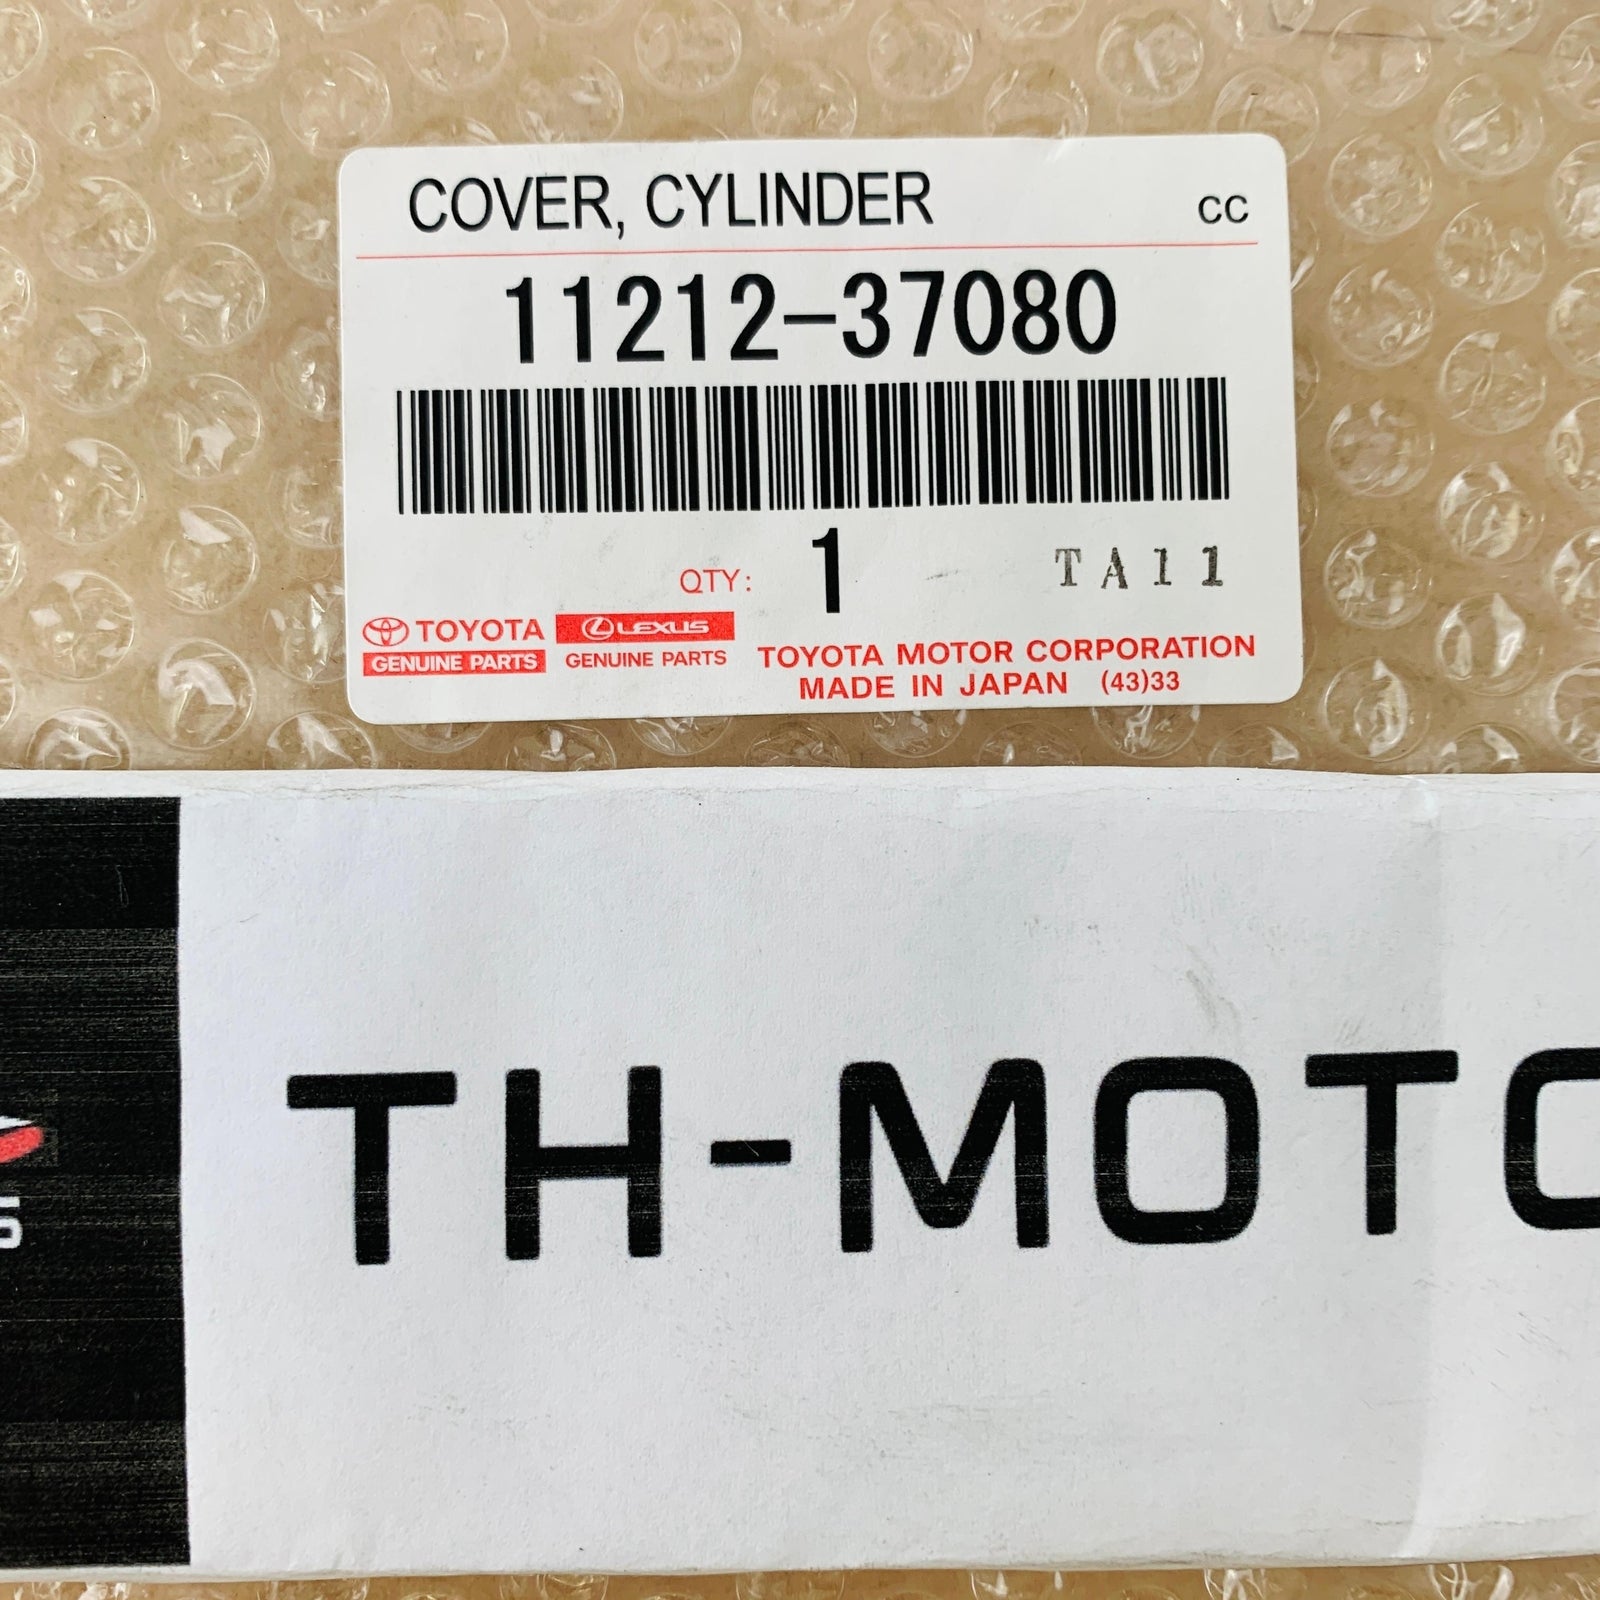 COVER, CYLINDER CC
11212-37080
QTY: 1 TA11
TOYOTA LEXUS
GENUINE PARTS GENUINE PARTS
TOYOTA MOTOR CORPORATION
MADE IN JAPAN (43)33
TH-MOTO